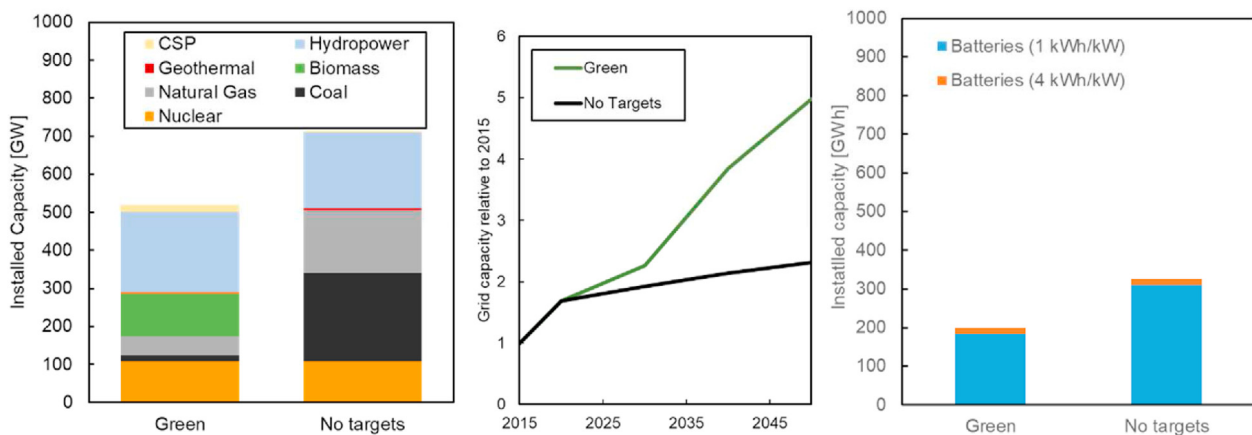 Installed Capacity [GW]
1000
900
800
700
600
500
400
300
200
100
0
CSP
Hydropower
Geothermal
Biomass
Natural Gas
Coal
Nuclear
Green
No targets
Grid capacity relative to 2015
6
5
4
3
2
1
0
Green
No Targets
2015
2025
2035
2045
Instatlled capacity [GWh]
1000
900
800
700
600
500
400
300
200
100
0
Batteries (1 kWh/kW)
Batteries (4 kWh/kW)
Green
No targets